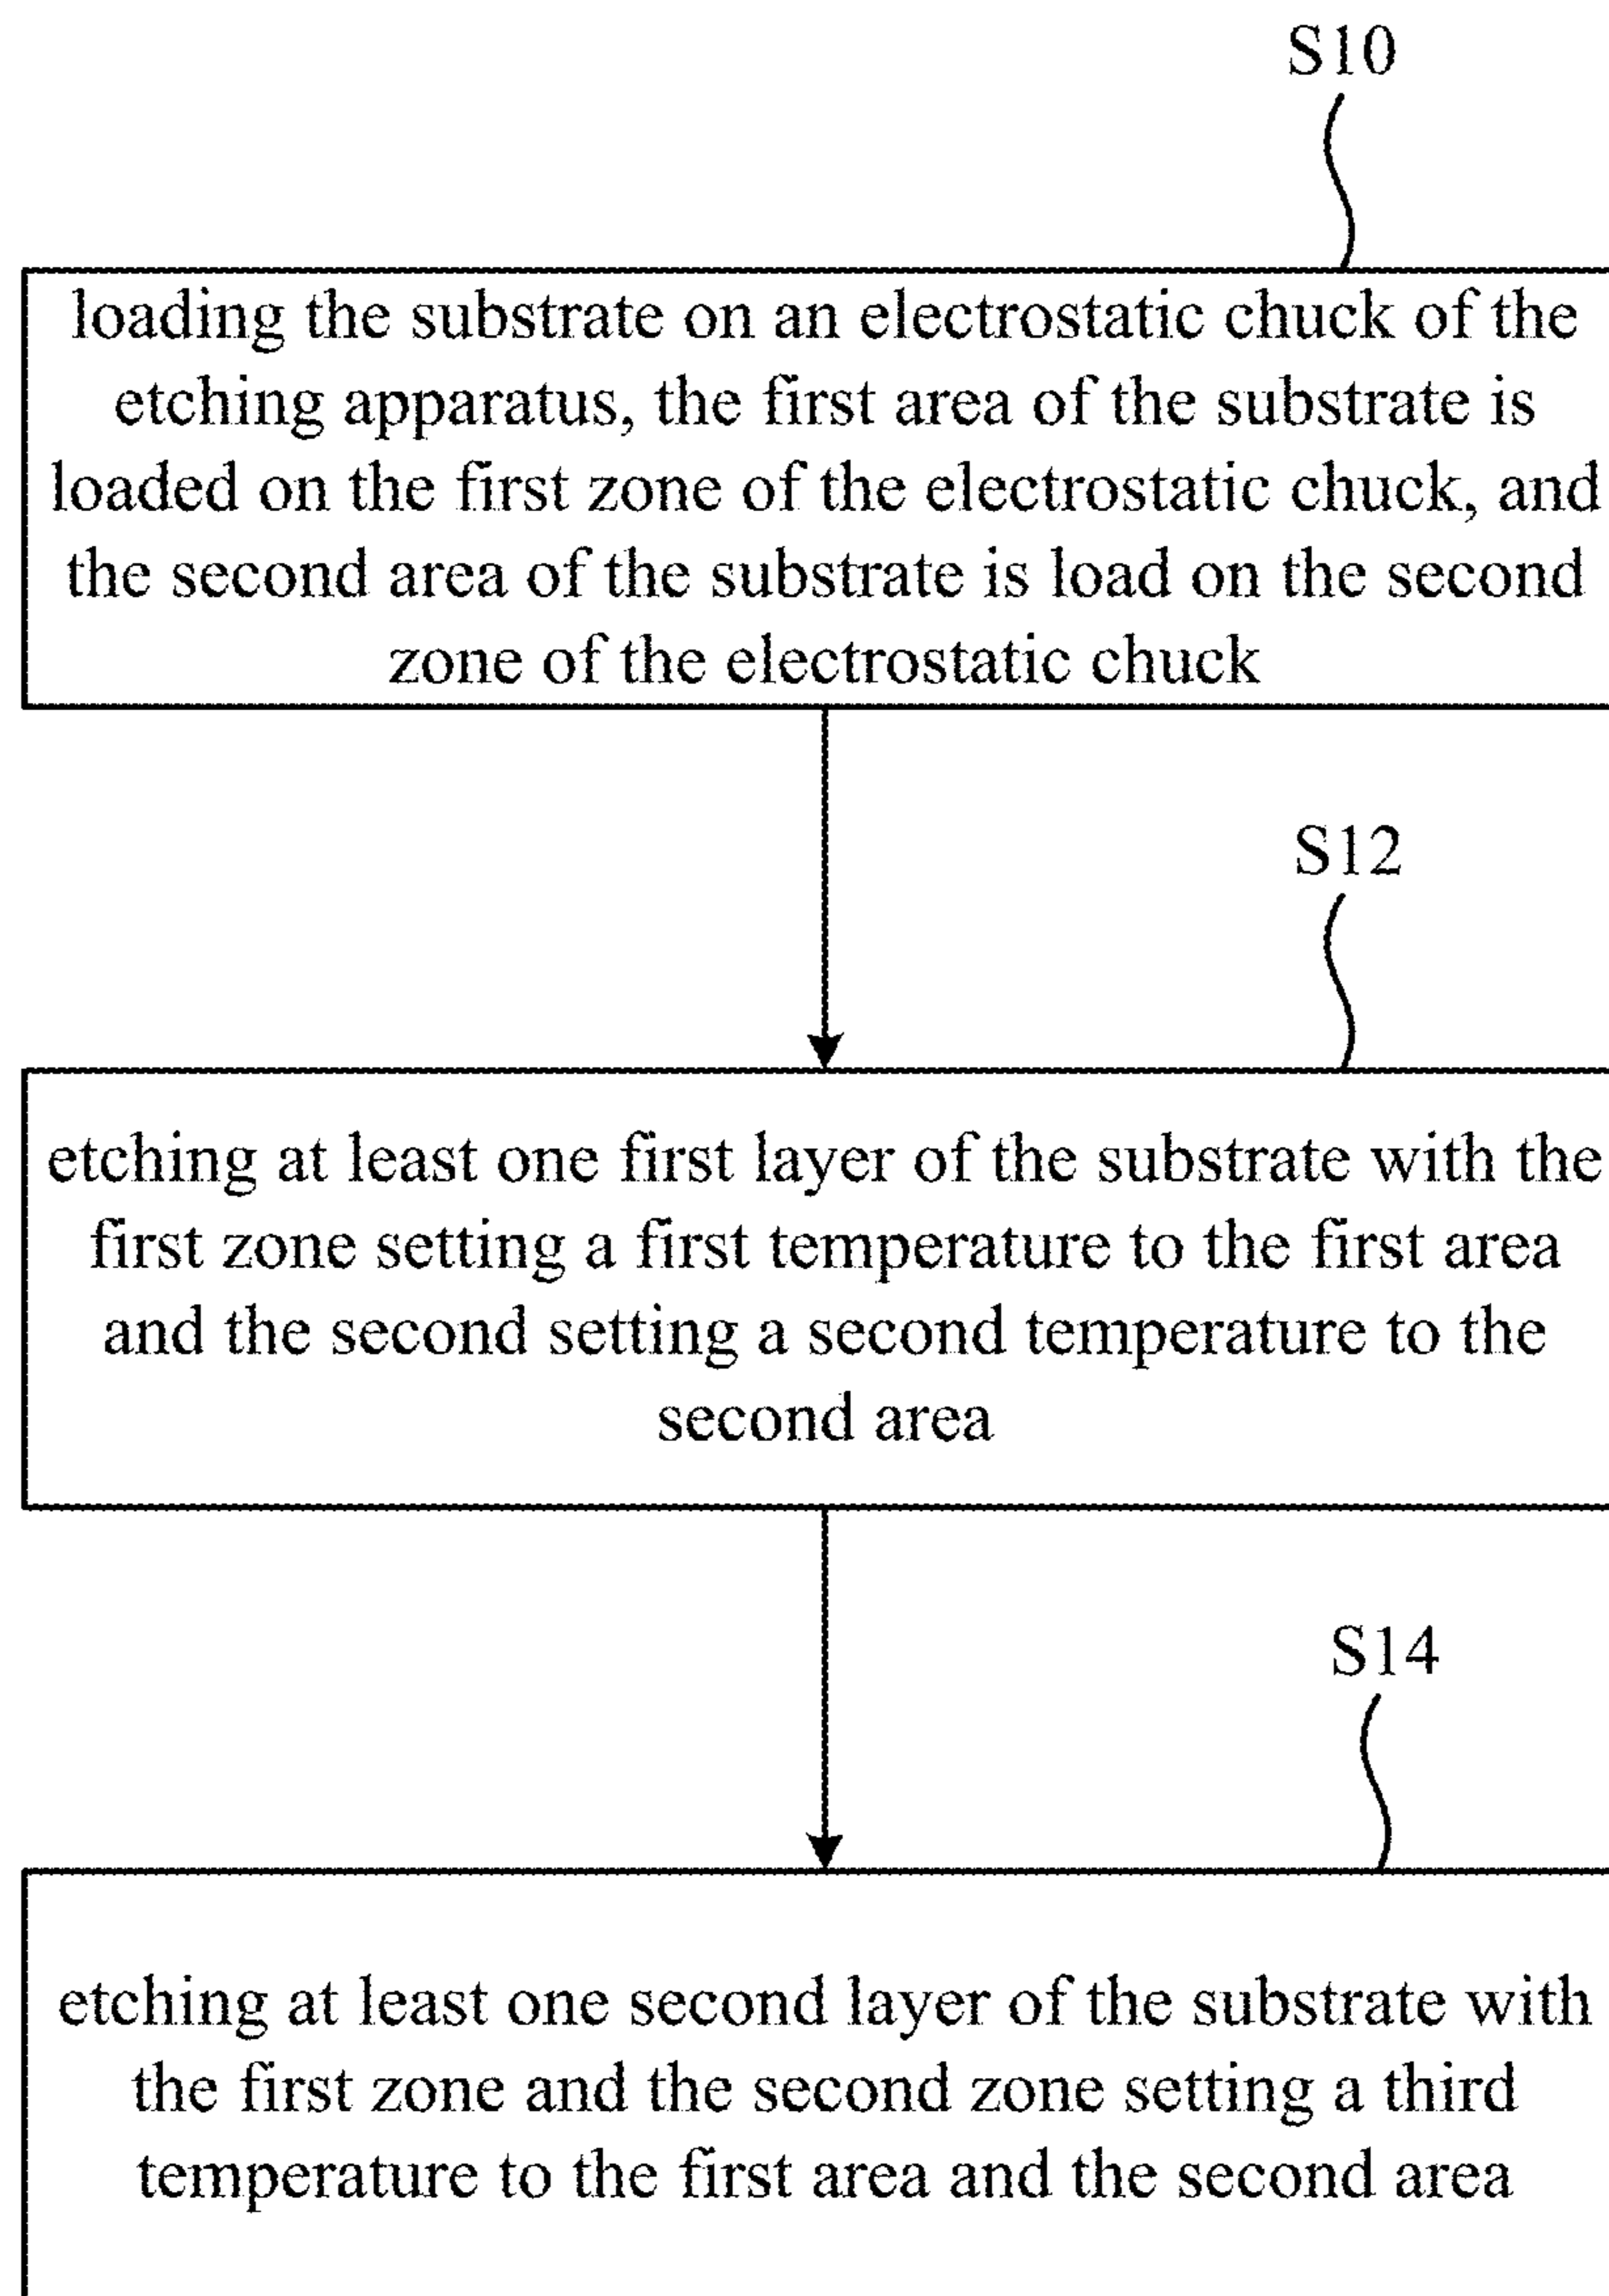 S10
loading the substrate on an electrostatic chuck of the
etching apparatus, the first area of the substrate is
loaded on the first zone of the electrostatic chuck, and
the second area of the substrate is load on the second
zone of the electrostatic chuck
S12
etching at least one first layer of the substrate with the
first zone setting a first temperature to the first area
and the second setting a second temperature to the
second area
S14
etching at least one second layer of the substrate with
the first zone and the second zone setting a third
temperature to the first area and the second area